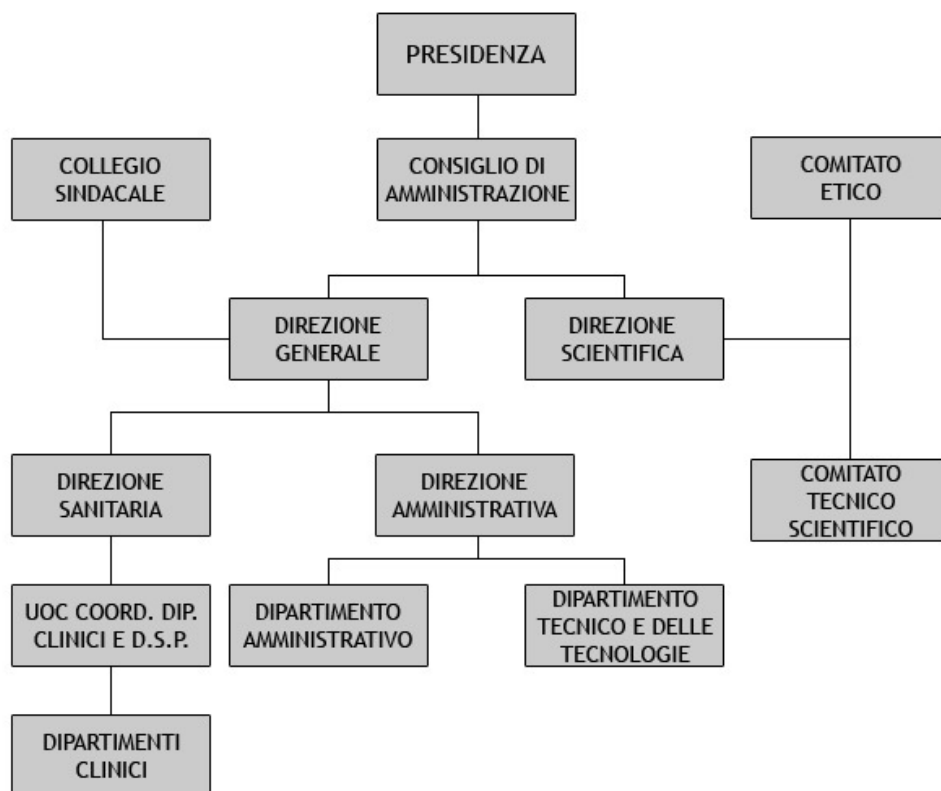 PRESIDENZA
COLLEGIO
SINDACALE
CONSIGLIO DI
AMMINISTRAZIONE
COMITATO
ETICO
DIREZIONE
GENERALE
DIREZIONE
SCIENTIFICA
DIREZIONE
SANITARIA
DIREZIONE
AMMINISTRATIVA
COMITATO
TECNICO
SCIENTIFICO
UOC COORD. DIP.
CLINICI E D.S.P.
DIPARTIMENTO
AMMINISTRATIVO
DIPARTIMENTO
TECNICO E DELLE
TECNOLOGIE
DIPARTIMENTI
CLINICI